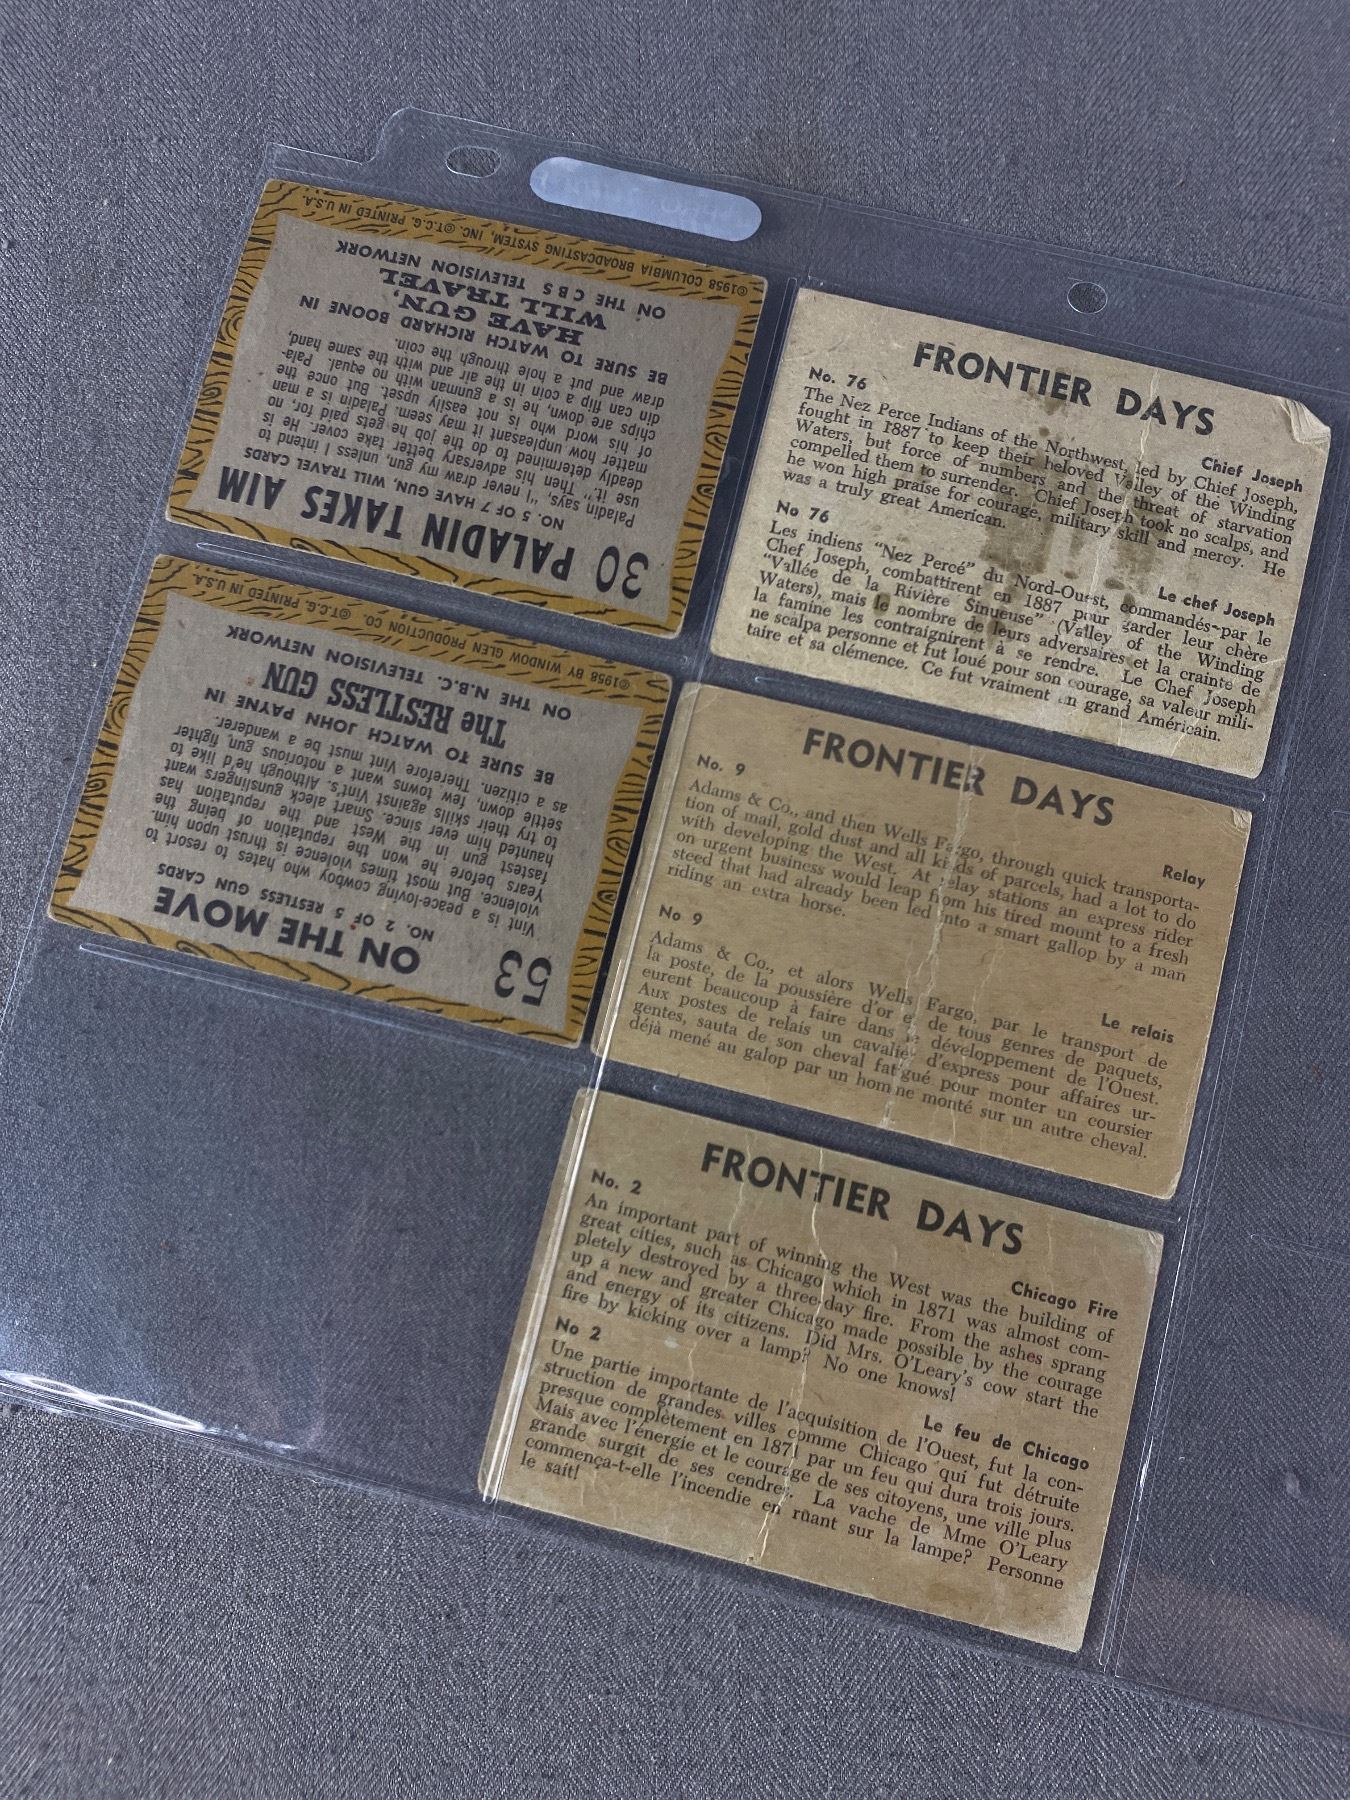 30 PALADIN TAKES AIM
NO. 5 OF 7 HAVE GUN, WILL TRAVEL CARDS
Paladin says, "I never draw my gun, unless I intend to
use it." Then his adversary better take cover. He is
deadly determined to do the job he gets paid for, no
matter how unpleasant it may seem. Paladin is a man
of his word who is not easily upset. But once the
chips are down, he is a gunman with no equal. Pala-
din can flip a coin in the air and with the same hand,
draw and put a hole through the coin.
BE SURE TO WATCH RICHARD BOONE IN
HAVE GUN,
WILL TRAVEL
ON THE CBS TELEVISION NETWORK
©1958 COLUMBIA BROADCASTING SYSTEM, INC. ©T.C.G. PRINTED IN U.S.A.
53 ON THE MOVE
NO. 2 OF 5 RESTLESS GUN CARDS
Vint is a peace-loving cowboy who hates to resort to
violence. But most times violence is thrust upon him.
Years before he won the reputation of being the
fastest gun in the West and the reputation has
haunted him ever since. Smart aleck gunslingers want
to try their skills against Vint's. Although he'd like to
settle down, few towns want a notorious gun fighter
as a citizen. Therefore Vint must be a wanderer.
BE SURE TO WATCH JOHN PAYNE IN
The RESTLESS GUN
ON THE N.B.C. TELEVISION NETWORK
©1958 BY WINDOW GLEN PRODUCTION CO. ©T.C.G. PRINTED IN U.S.A.
FRONTIER DAYS
No. 76
Chief Joseph
The Nez Perce Indians of the Northwest, led by Chief Joseph,
fought in 1887 to keep their beloved Valley of the Winding
Waters, but force of numbers and the threat of starvation
compelled them to surrender. Chief Joseph took no scalps, and
he won high praise for courage, military skill and mercy. He
was a truly great American.
No 76
Le chef Joseph
Les indiens "Nez Percé" du Nord-Ouest, commandés par le
Chef Joseph, combattirent en 1887 pour garder leur chère
"Vallée de la Rivière Sinueuse" (Valley of the Winding
Waters), mais le nombre de leurs adversaires et la crainte de
la famine les contraignirent à se rendre. Le Chef Joseph
ne scalpa personne et fut loué pour son courage, sa valeur mili-
taire et sa clémence. Ce fut vraiment un grand Américain.
FRONTIER DAYS
No. 9
Relay
Adams & Co., and then Wells Fargo, through quick transporta-
tion of mail, gold dust and all kinds of parcels, had a lot to do
with developing the West. At relay stations an express rider
on urgent business would leap from his tired mount to a fresh
steed that had already been led into a smart gallop by a man
riding an extra horse.
No 9
Le relais
Adams & Co., et alors Wells Fargo, par le transport de
la poste, de la poussière d'or et de tous genres de paquets,
eurent beaucoup à faire dans le développement de l'Ouest.
Aux postes de relais un cavalier d'express pour affaires ur-
gentes, sauta de son cheval fatigué pour monter un coursier
déjà mené au galop par un homme monté sur un autre cheval.
FRONTIER DAYS
No. 2
Chicago Fire
An important part of winning the West was the building of
great cities, such as Chicago which in 1871 was almost com-
pletely destroyed by a three-day fire. From the ashes sprang
up a new and greater Chicago made possible by the courage
and energy of its citizens. Did Mrs. O'Leary's cow start the
fire by kicking over a lamp? No one knows!
No 2
Le feu de Chicago
Une partie importante de l'acquisition de l'Ouest, fut la con-
struction de grandes villes comme Chicago qui fut détruite
presque complètement en 1871 par un feu qui dura trois jours.
Mais avec l'énergie et le courage de ses citoyens, une ville plus
grande surgit de ses cendres. La vache de Mme O'Leary
commença-t-elle l'incendie en ruant sur la lampe? Personne
le sait!